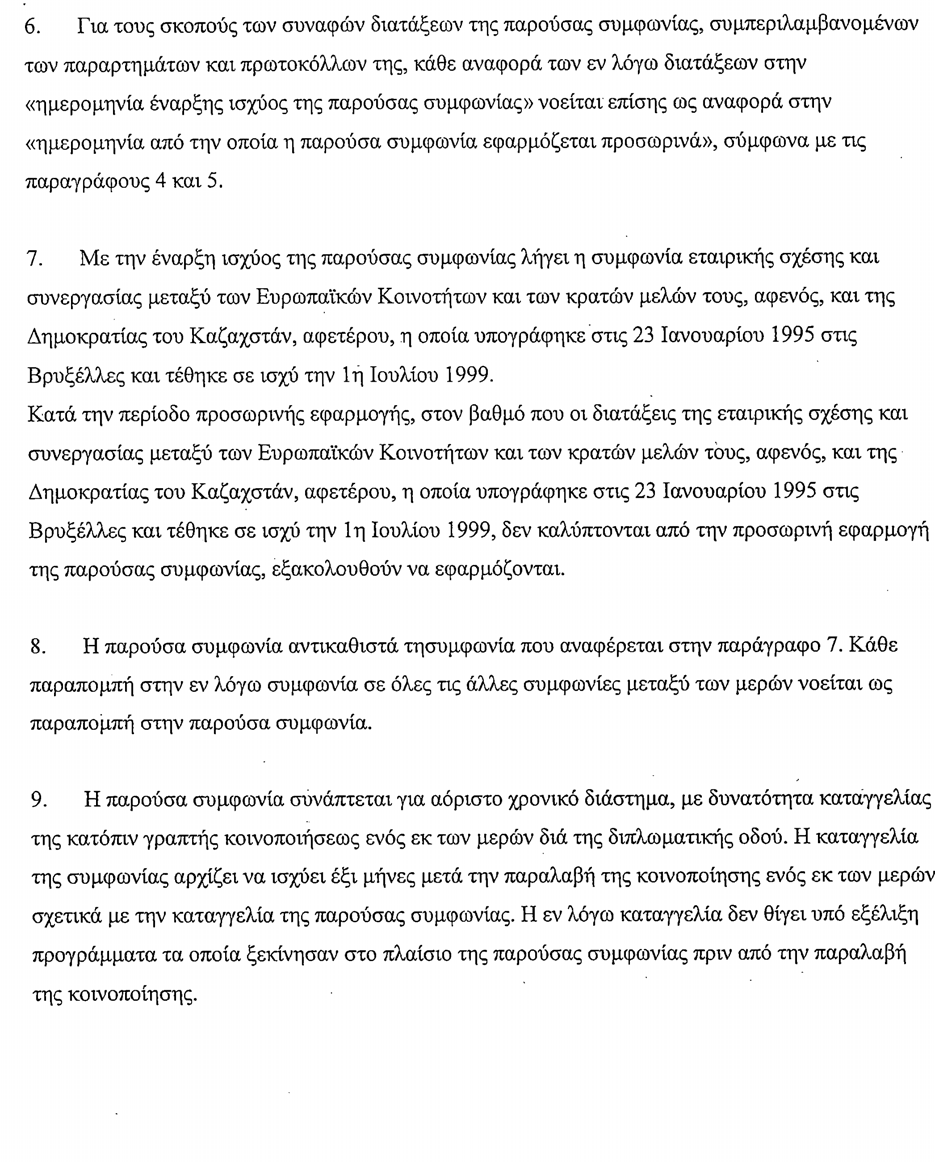 6. Για τους σκοπούς των συναφών διατάξεων της παρούσας συμφωνίας, συμπεριλαμβανομένων
των παραρτημάτων και πρωτοκόλλων της, κάθε αναφορά των εν λόγω διατάξεων στην
«ημερομηνία έναρξης ισχύος της παρούσας συμφωνίας» νοείται επίσης ως αναφορά στην
«ημερομηνία από την οποία η παρούσα συμφωνία εφαρμόζεται προσωρινά», σύμφωνα με τις
παραγράφους 4 και 5.
7. Με την έναρξη ισχύος της παρούσας συμφωνίας λήγει η συμφωνία εταιρικής σχέσης και
συνεργασίας μεταξύ των Ευρωπαϊκών Κοινοτήτων και των κρατών μελών τους, αφενός, και της
Δημοκρατίας του Καζαχστάν, αφετέρου, η οποία υπογράφηκε στις 23 Ιανουαρίου 1995 στις
Βρυξέλλες και τέθηκε σε ισχύ την 1η Ιουλίου 1999.
Κατά την περίοδο προσωρινής εφαρμογής, στον βαθμό που οι διατάξεις της εταιρικής σχέσης και
συνεργασίας μεταξύ των Ευρωπαϊκών Κοινοτήτων και των κρατών μελών τους, αφενός, και της
Δημοκρατίας του Καζαχστάν, αφετέρου, η οποία υπογράφηκε στις 23 Ιανουαρίου 1995 στις
Βρυξέλλες και τέθηκε σε ισχύ την 1η Ιουλίου 1999, δεν καλύπτονται από την προσωρινή εφαρμογή
της παρούσας συμφωνίας, εξακολουθούν να εφαρμόζονται.
8. Η παρούσα συμφωνία αντικαθιστά τησυμφωνία που αναφέρεται στην παράγραφο 7. Κάθε
παραπομπή στην εν λόγω συμφωνία σε όλες τις άλλες συμφωνίες μεταξύ των μερών νοείται ως
παραπομπή στην παρούσα συμφωνία.
9. Η παρούσα συμφωνία συνάπτεται για αόριστο χρονικό διάστημα, με δυνατότητα καταγγελίας
της κατόπιν γραπτής κοινοποιήσεως ενός εκ των μερών διά της διπλωματικής οδού. Η καταγγελία
της συμφωνίας αρχίζει να ισχύει έξι μήνες μετά την παραλαβή της κοινοποίησης ενός εκ των μερών
σχετικά με την καταγγελία της παρούσας συμφωνίας. Η εν λόγω καταγγελία δεν θίγει υπό εξέλιξη
προγράμματα τα οποία ξεκίνησαν στο πλαίσιο της παρούσας συμφωνίας πριν από την παραλαβή
της κοινοποίησης.